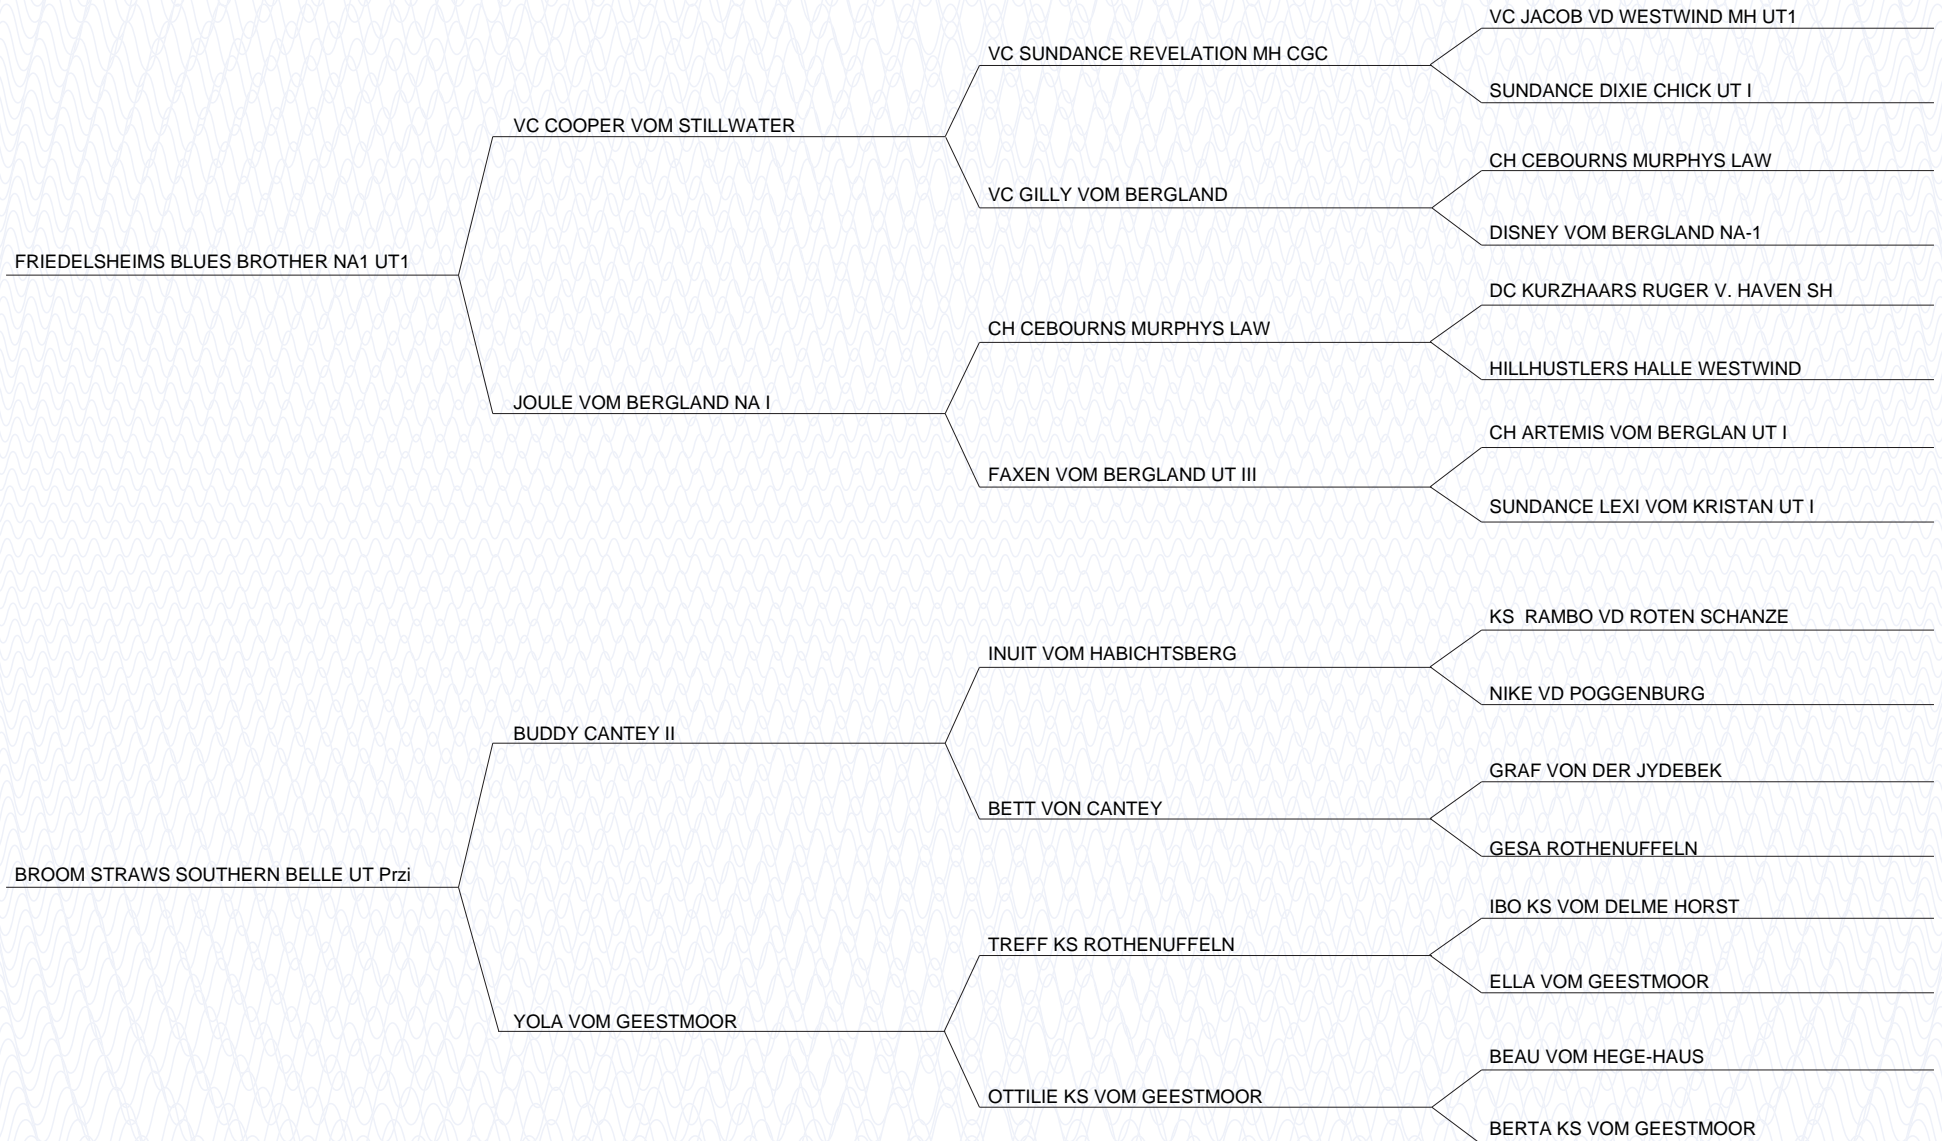 VC JACOB VD WESTWIND MH UT1
VC SUNDANCE REVELATION MH CGC
SUNDANCE DIXIE CHICK UT I
VC COOPER VOM STILLWATER
CH CEBOURNS MURPHYS LAW
VC GILLY VOM BERGLAND
DISNEY VOM BERGLAND NA-1
FRIEDELSHEIMS BLUES BROTHER NA1 UT1
DC KURZHAARS RUGER V. HAVEN SH
CH CEBOURNS MURPHYS LAW
HILLHUSTLERS HALLE WESTWIND
JOULE VOM BERGLAND NA I
CH ARTEMIS VOM BERGLAN UT I
FAXEN VOM BERGLAND UT III
SUNDANCE LEXI VOM KRISTAN UT I
KS  RAMBO VD ROTEN SCHANZE
INUIT VOM HABICHTSBERG
NIKE VD POGGENBURG
BUDDY CANTEY II
GRAF VON DER JYDEBEK
BETT VON CANTEY
GESA ROTHENUFFELN
BROOM STRAWS SOUTHERN BELLE UT Przi
IBO KS VOM DELME HORST
TREFF KS ROTHENUFFELN
ELLA VOM GEESTMOOR
YOLA VOM GEESTMOOR
BEAU VOM HEGE-HAUS
OTTILIE KS VOM GEESTMOOR
BERTA KS VOM GEESTMOOR